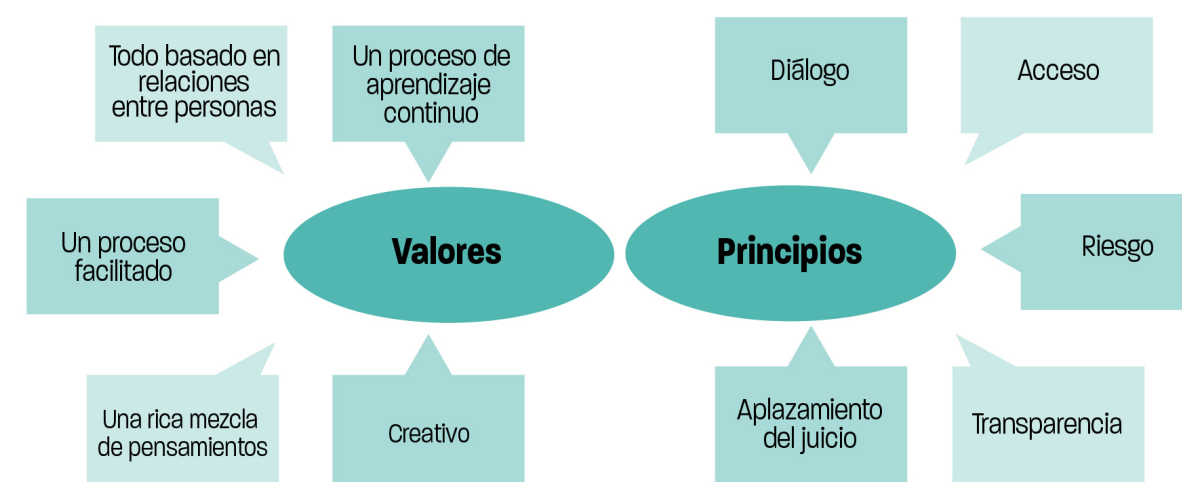 Todo basado en
relaciones
entre personas
Un proceso de
aprendizaje
continuo
Diálogo
Acceso
Un proceso
facilitado
Valores
Principios
Riesgo
Una rica mezcla
de pensamientos
Creativo
Aplazamiento
del juicio
Transparencia